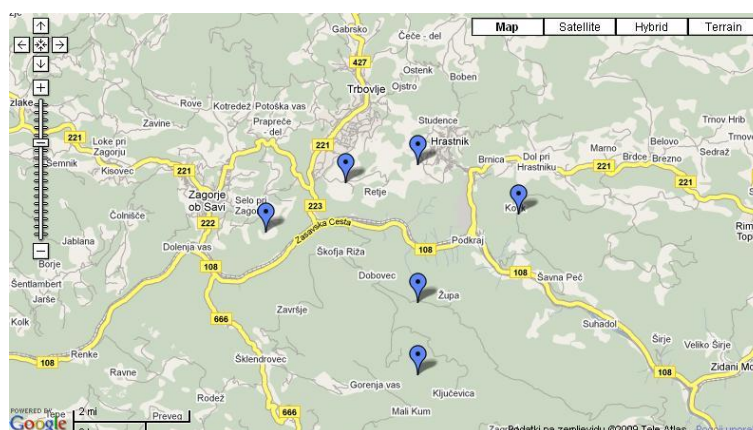 Gabrsko
Čeče - del
Map
Satellite
Hybrid
Terrain
427
Ostenk
Boben
Ojstro
Trbovlje
Kotredež
Potoška vas
Rove
Studence
Zavine
Prapreče
- del
221
221
Hrastnik
Trnov Hrib
Loke pri
Zagorju
Semnik
Kisovec
Marno
Belovo
Sedraž
Brnica
Dol pri
Hrastniku
Brdce
Brezno
221
221
Retje
Zagorje
ob Savi
Selo pri
223
222
Čolnišče
Zasavska Cesta
Jablana
Dolenja vas
Podkraj
108
Škofja Riža
Borje
108
Dobovec
108
Šavna Peč
Šentlambert
Jarše
Župa
Kolk
Završje
666
Suhadol
Širje
Veliko Širje
Renke
108
Šklendrovec
Zidani Mo
Ravne
Gorenja vas
Ključevica
Rodež
666
Mali Kum
POWERED BY
Google
2 mi
Preveg
©2009 Tele Atlas